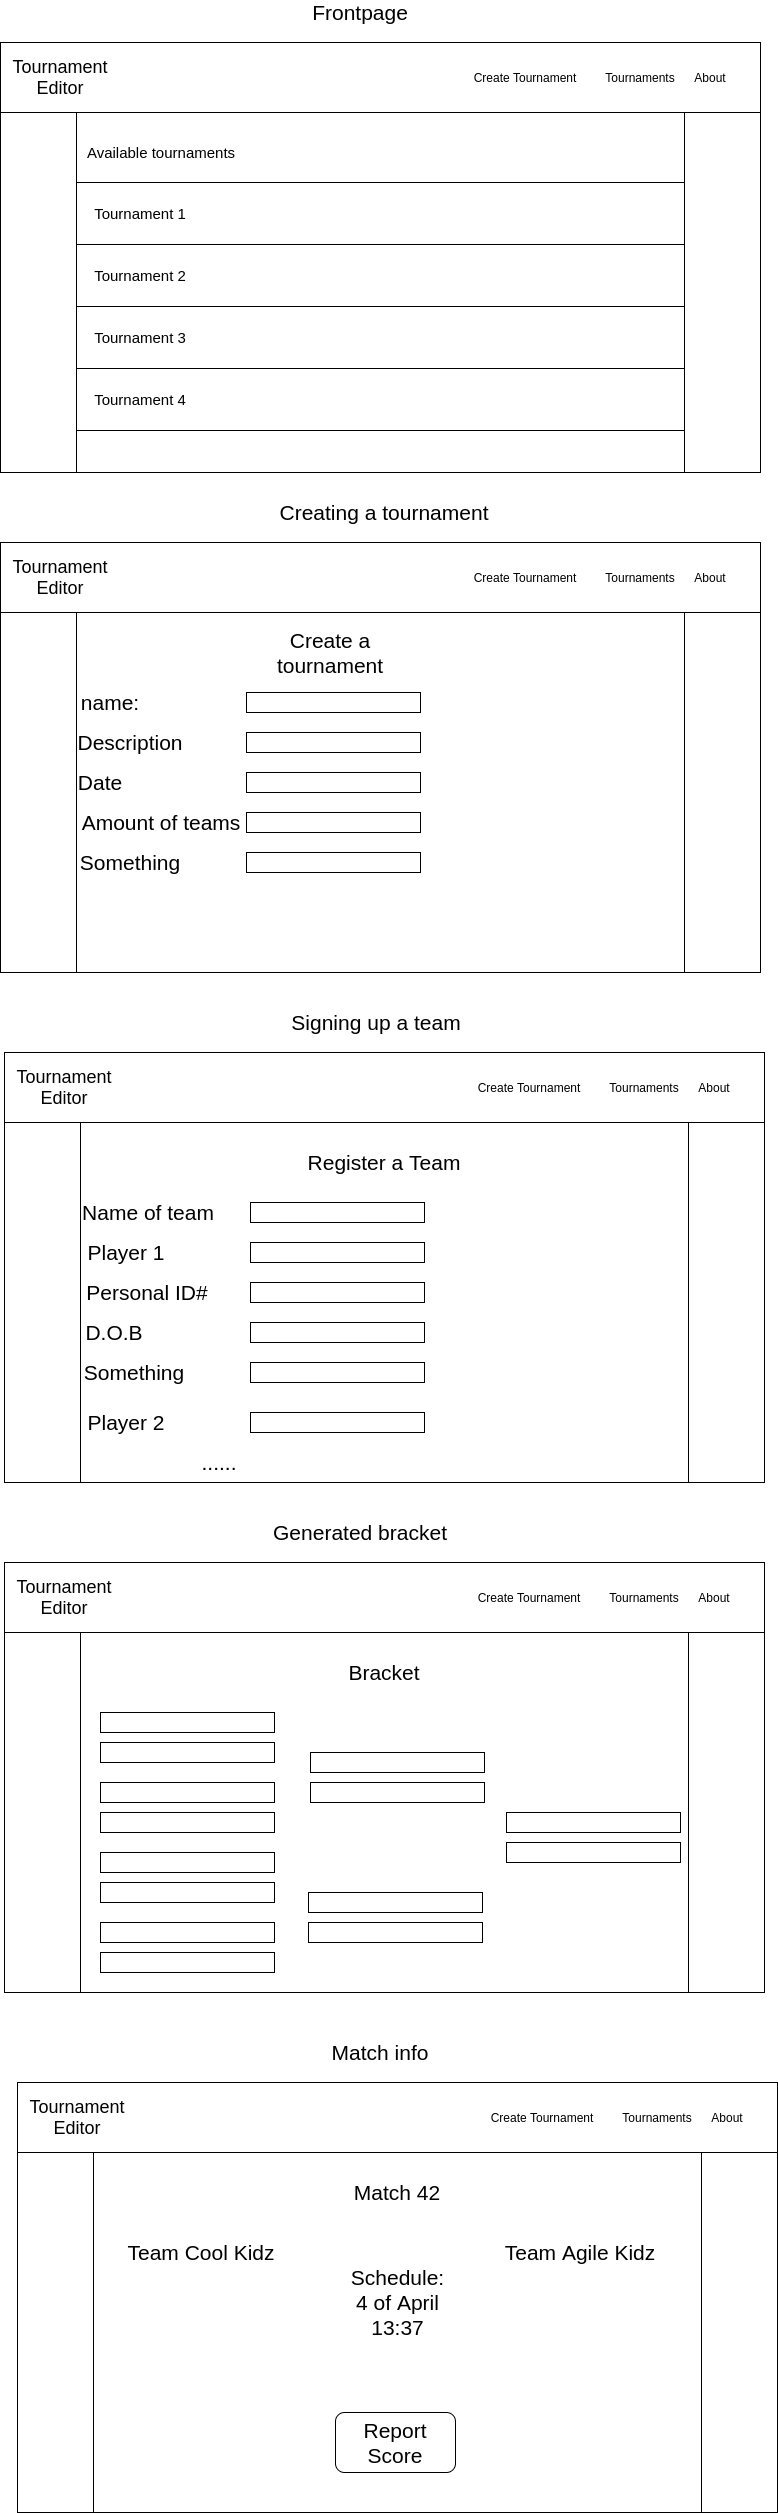 Frontpage
Tournament
Editor
Create Tournament
Tournaments
About
Available tournaments
Tournament 1
Tournament 2
Tournament 3
Tournament 4
Creating a tournament
Tournament
Editor
Create Tournament
Tournaments
About
Create a
tournament
name:
Description
Date
Amount of teams
Something
Signing up a team
Tournament
Editor
Create Tournament
Tournaments
About
Register a Team
Name of team
Player 1
Personal ID#
D.O.B
Something
Player 2
......
Generated bracket
Tournament
Editor
Create Tournament
Tournaments
About
Bracket
Match info
Tournament
Editor
Create Tournament
Tournaments
About
Match 42
Team Cool Kidz
Team Agile Kidz
Schedule:
4 of April
13:37
Report
Score